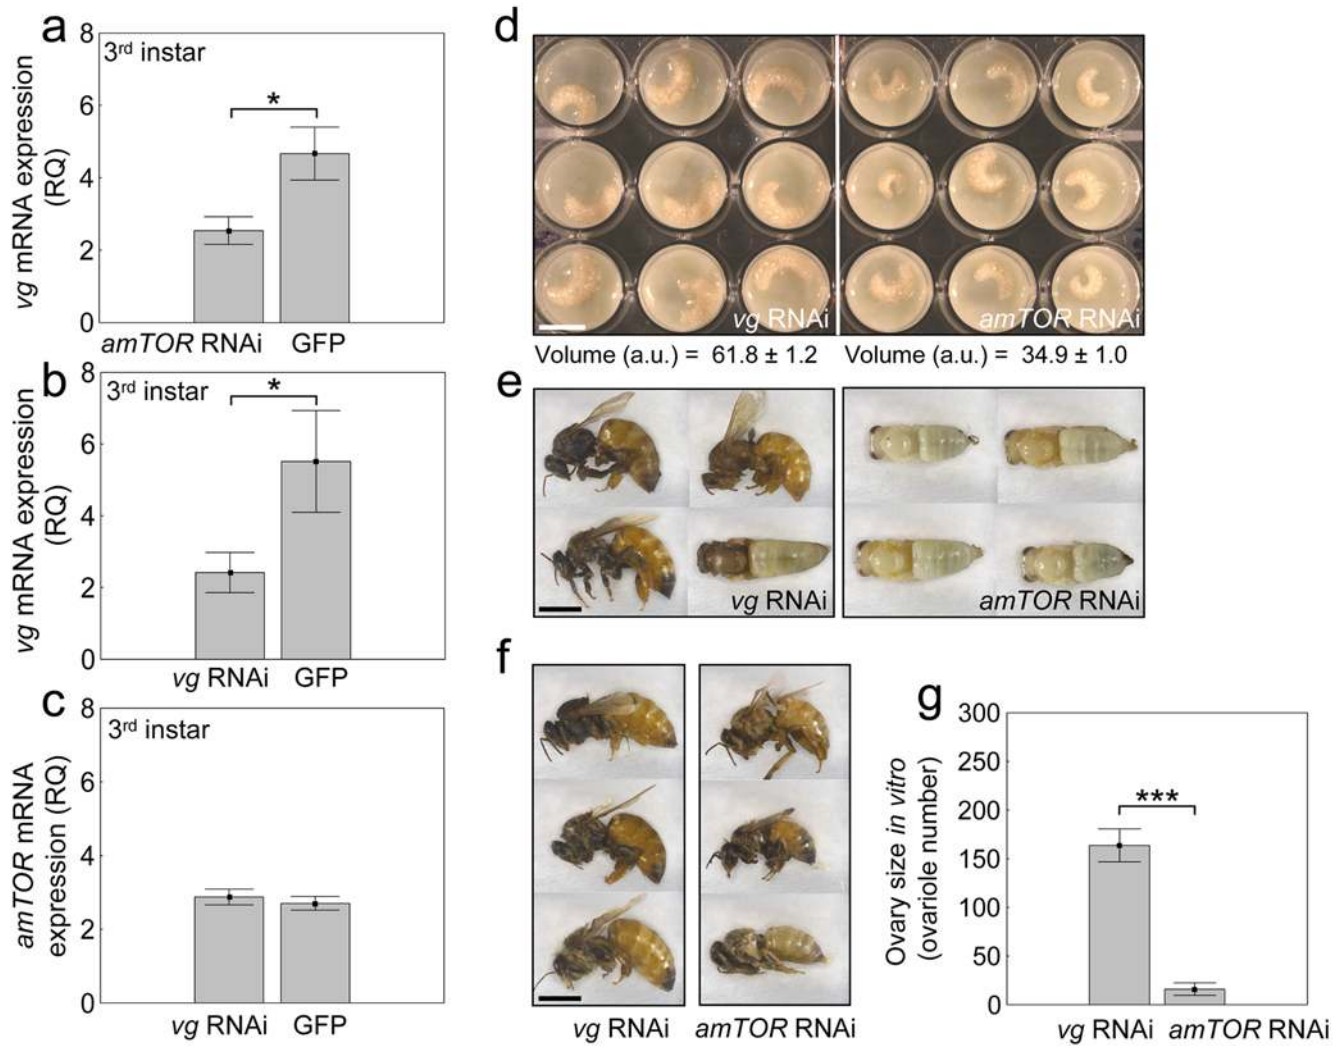 a
8
6
4
2
0
vg mRNA expression
(RQ)
3rd instar
*
amTOR RNAi GFP
b
8
6
4
2
0
vg mRNA expression
(RQ)
3rd instar
*
vg RNAi GFP
c
8
6
4
2
0
amTOR mRNA
expression (RQ)
3rd instar
vg RNAi GFP
d
vg RNAi
amTOR RNAi
Volume (a.u.) = 61.8 ± 1.2
Volume (a.u.) = 34.9 ± 1.0
e
vg RNAi
amTOR RNAi
f
vg RNAi
amTOR RNAi
g
300
250
200
150
100
50
0
Ovary size in vitro
(ovariole number)
***
vg RNAi amTOR RNAi